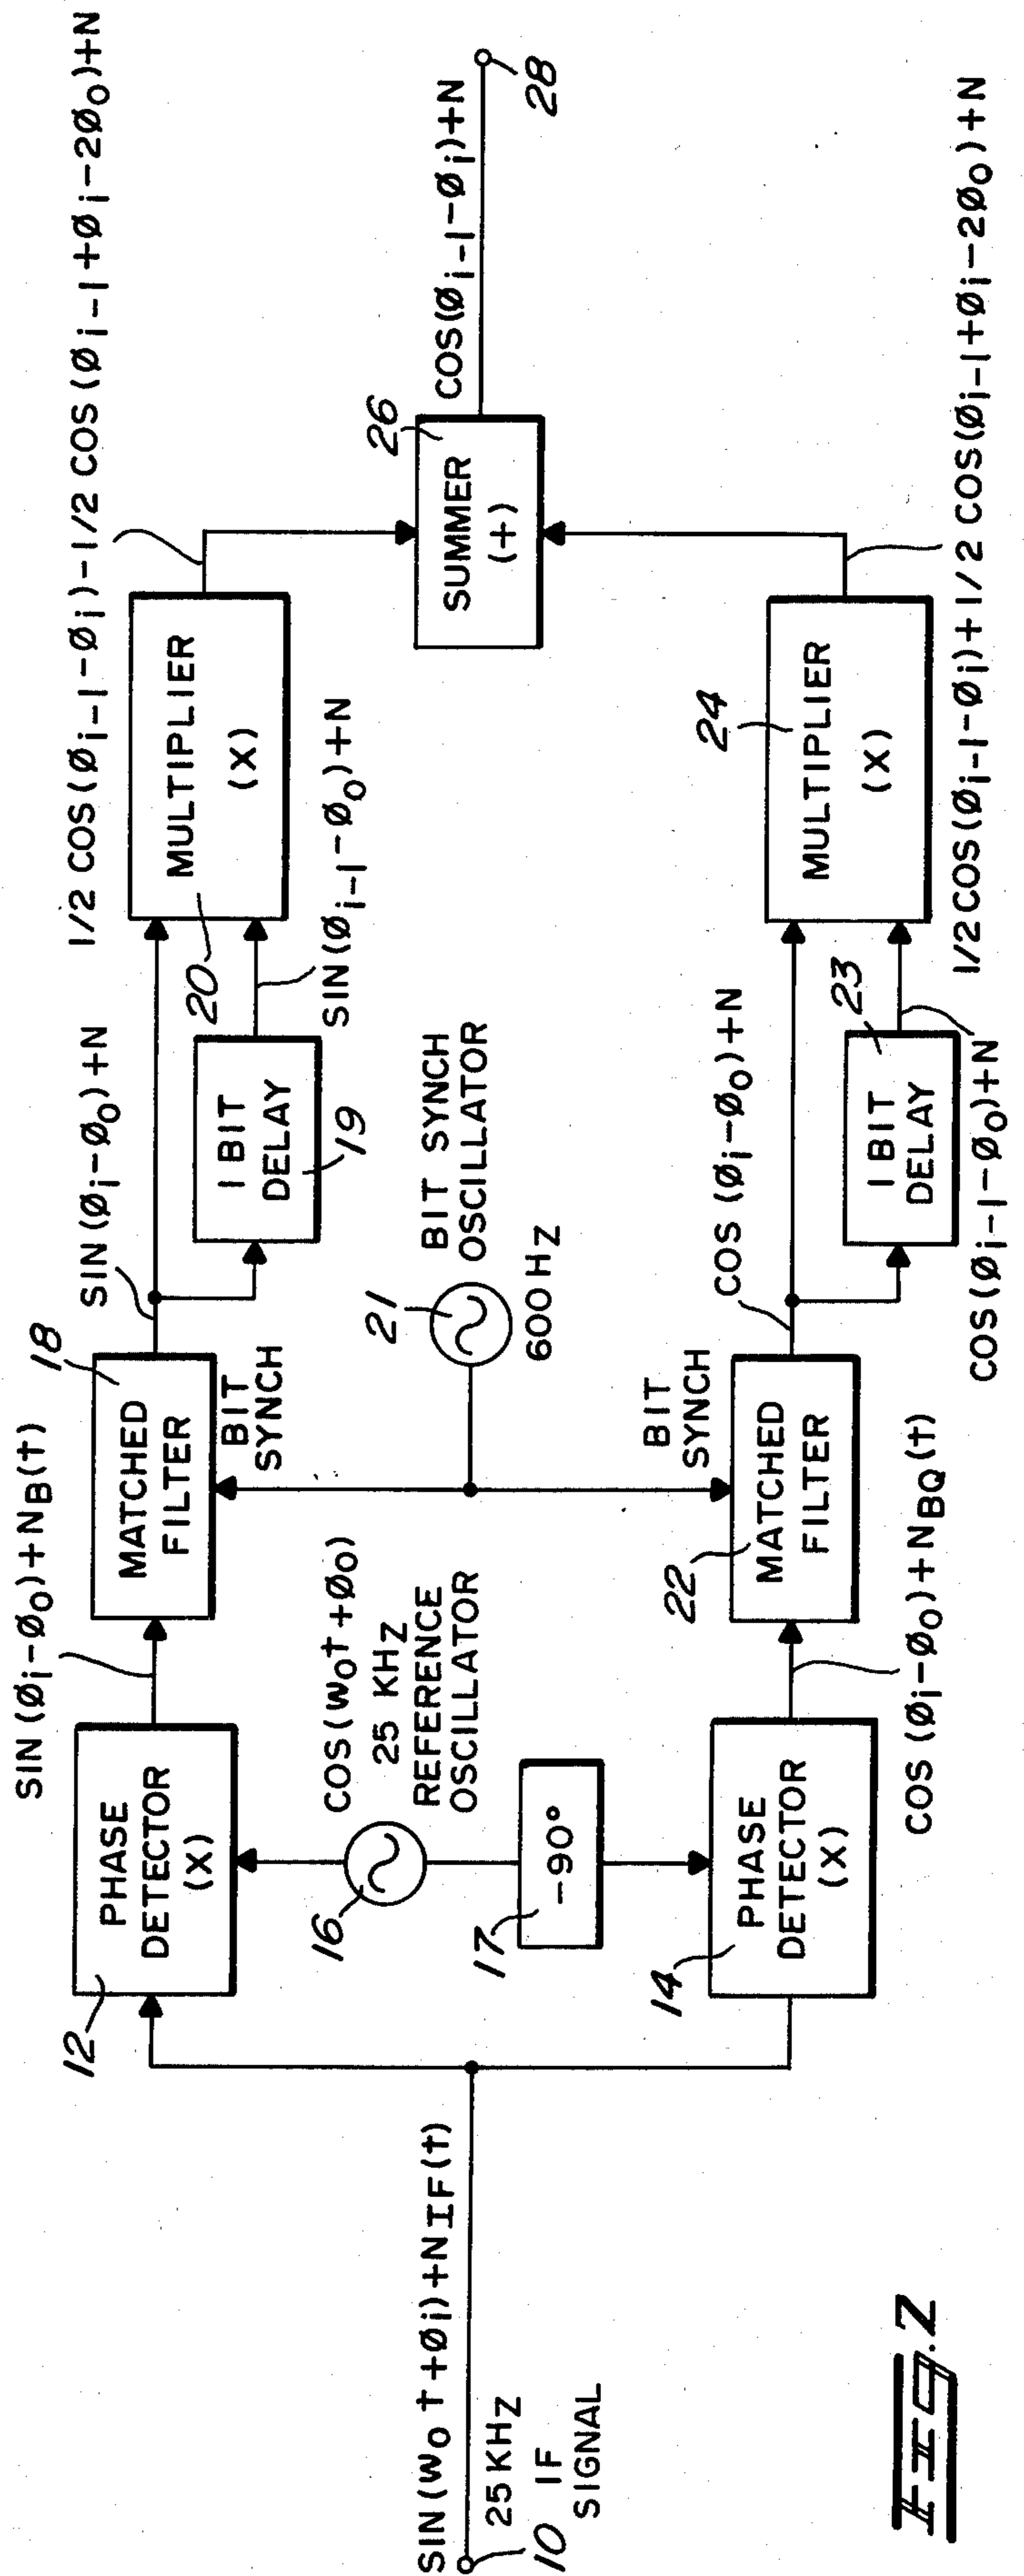 SIN(W₀t+Ø¡)+N_IF(t)
25KHZ
IF
SIGNAL
10
12
PHASE
DETECTOR
(X)
SIN(Øi-Ø0)+NB(t)
COS(W0t+Ø0)
25 KHZ
REFERENCE
OSCILLATOR
16
17
-90°
14
PHASE
DETECTOR
(X)
COS(Øi-Ø0)+NBQ(t)
18
MATCHED
FILTER
BIT
SYNCH
SIN(Øi-Ø0)+N
1 BIT
DELAY
19
21
BIT SYNCH
OSCILLATOR
600 HZ
BIT
SYNCH
22
MATCHED
FILTER
COS(Øi-Ø0)+N
1 BIT
DELAY
23
COS(Øi-1-Ø0)+N
20
MULTIPLIER
(X)
SIN(Øi-1-Ø0)+N
1/2 COS(Øi-1-Øi)-1/2 COS(Øi-1+Øi-2Ø0)+N
24
MULTIPLIER
(X)
1/2 COS(Øi-1-Øi)+1/2 COS(Øi-1+Øi-2Ø0)+N
26
SUMMER
(+)
COS(Øi-1-Øi)+N
28
FIG. 2